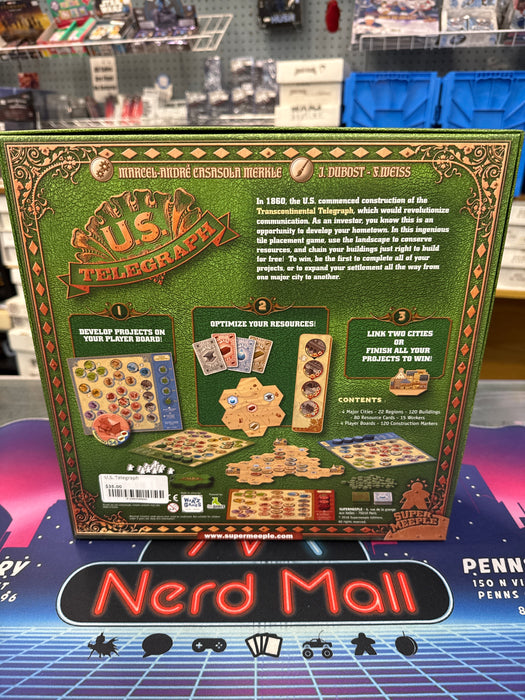 MARCEL-ANDRÉ CASASOLA MERKLE
J. DUBOST - S.WEISS
U.S.
TELEGRAPH
In 1860, the U.S. commenced construction of the
Transcontinental Telegraph, which would revolutionize
communication. As an investor, you know this is an
opportunity to develop your hometown. In this ingenious
tile placement game, use the landscape to conserve
resources, and chain your buildings just right to build
for free! To win, be the first to complete all of your
projects, or to expand your settlement all the way from
one major city to another.
1
DEVELOP PROJECTS ON
YOUR PLAYER BOARD!
2
OPTIMIZE YOUR RESOURCES!
3
LINK TWO CITIES
OR
FINISH ALL YOUR
PROJECTS TO WIN!
CONTENTS
4 Major Cities - 22 Regions - 120 Buildings
80 Resource Cards - 15 Workers
4 Player Boards - 120 Construction Markers
U.S. Telegraph
$35.00
SUPER
MEEPLE
www.supermeeple.com
Nerd Mall
PENNS
150 N V
PENNS